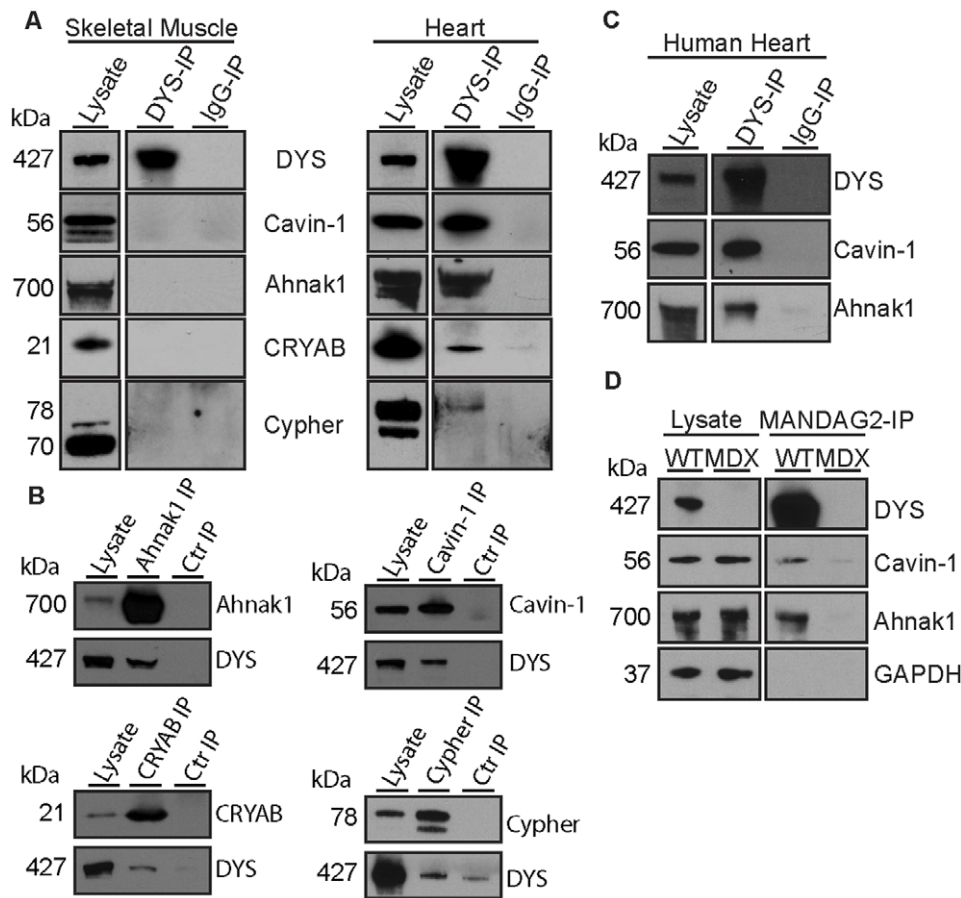 A
Skeletal Muscle
Heart
Lysate
DYS-IP
IgG-IP
Lysate
DYS-IP
IgG-IP
kDa
427
DYS
56
Cavin-1
700
Ahnak1
21
CRYAB
78
70
Cypher
B
kDa
Lysate
Ahnak1 IP
Ctr IP
700
Ahnak1
427
DYS
kDa
Lysate
Cavin-1 IP
Ctr IP
56
Cavin-1
427
DYS
kDa
Lysate
CRYAB IP
Ctr IP
21
CRYAB
427
DYS
kDa
Lysate
Cypher IP
Ctr IP
78
Cypher
427
DYS
C
Human Heart
Lysate
DYS-IP
IgG-IP
kDa
427
DYS
56
Cavin-1
700
Ahnak1
D
Lysate
MANDAG2-IP
kDa
WT MDX
WT MDX
427
DYS
56
Cavin-1
700
Ahnak1
37
GAPDH